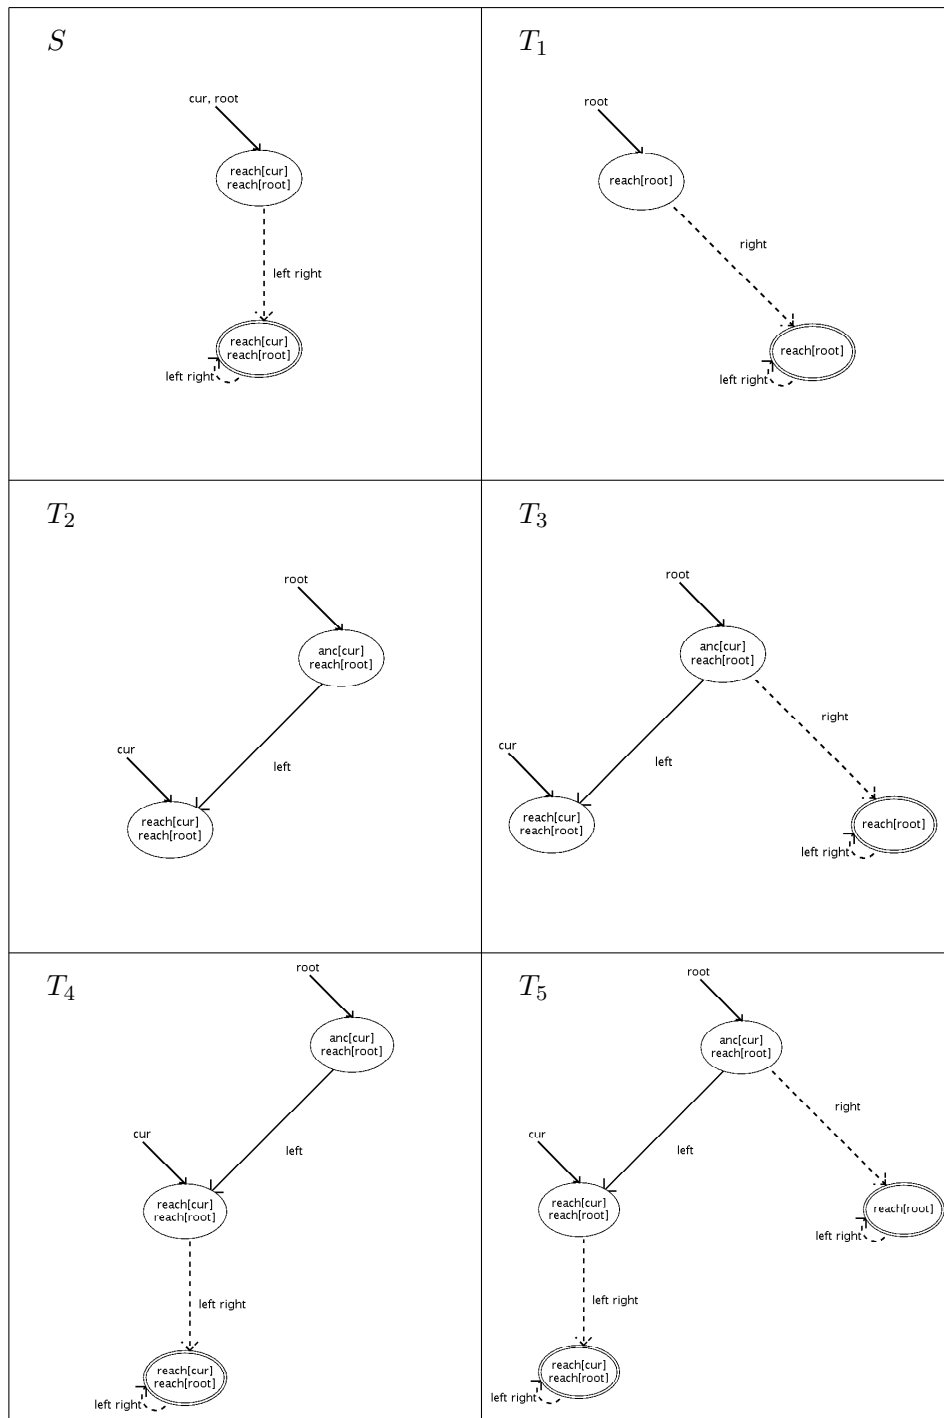 S
cur, root
reach[cur]
reach[root]
left right
reach[cur]
reach[root]
left right
T1
root
reach[root]
right
reach[root]
left right
T2
root
anc[cur]
reach[root]
cur
left
reach[cur]
reach[root]
T3
root
anc[cur]
reach[root]
right
cur
left
reach[cur]
reach[root]
reach[root]
left right
T4
root
anc[cur]
reach[root]
cur
left
reach[cur]
reach[root]
left right
reach[cur]
reach[root]
left right
T5
root
anc[cur]
reach[root]
right
cur
left
reach[cur]
reach[root]
reach[root]
left right
left right
reach[cur]
reach[root]
left right